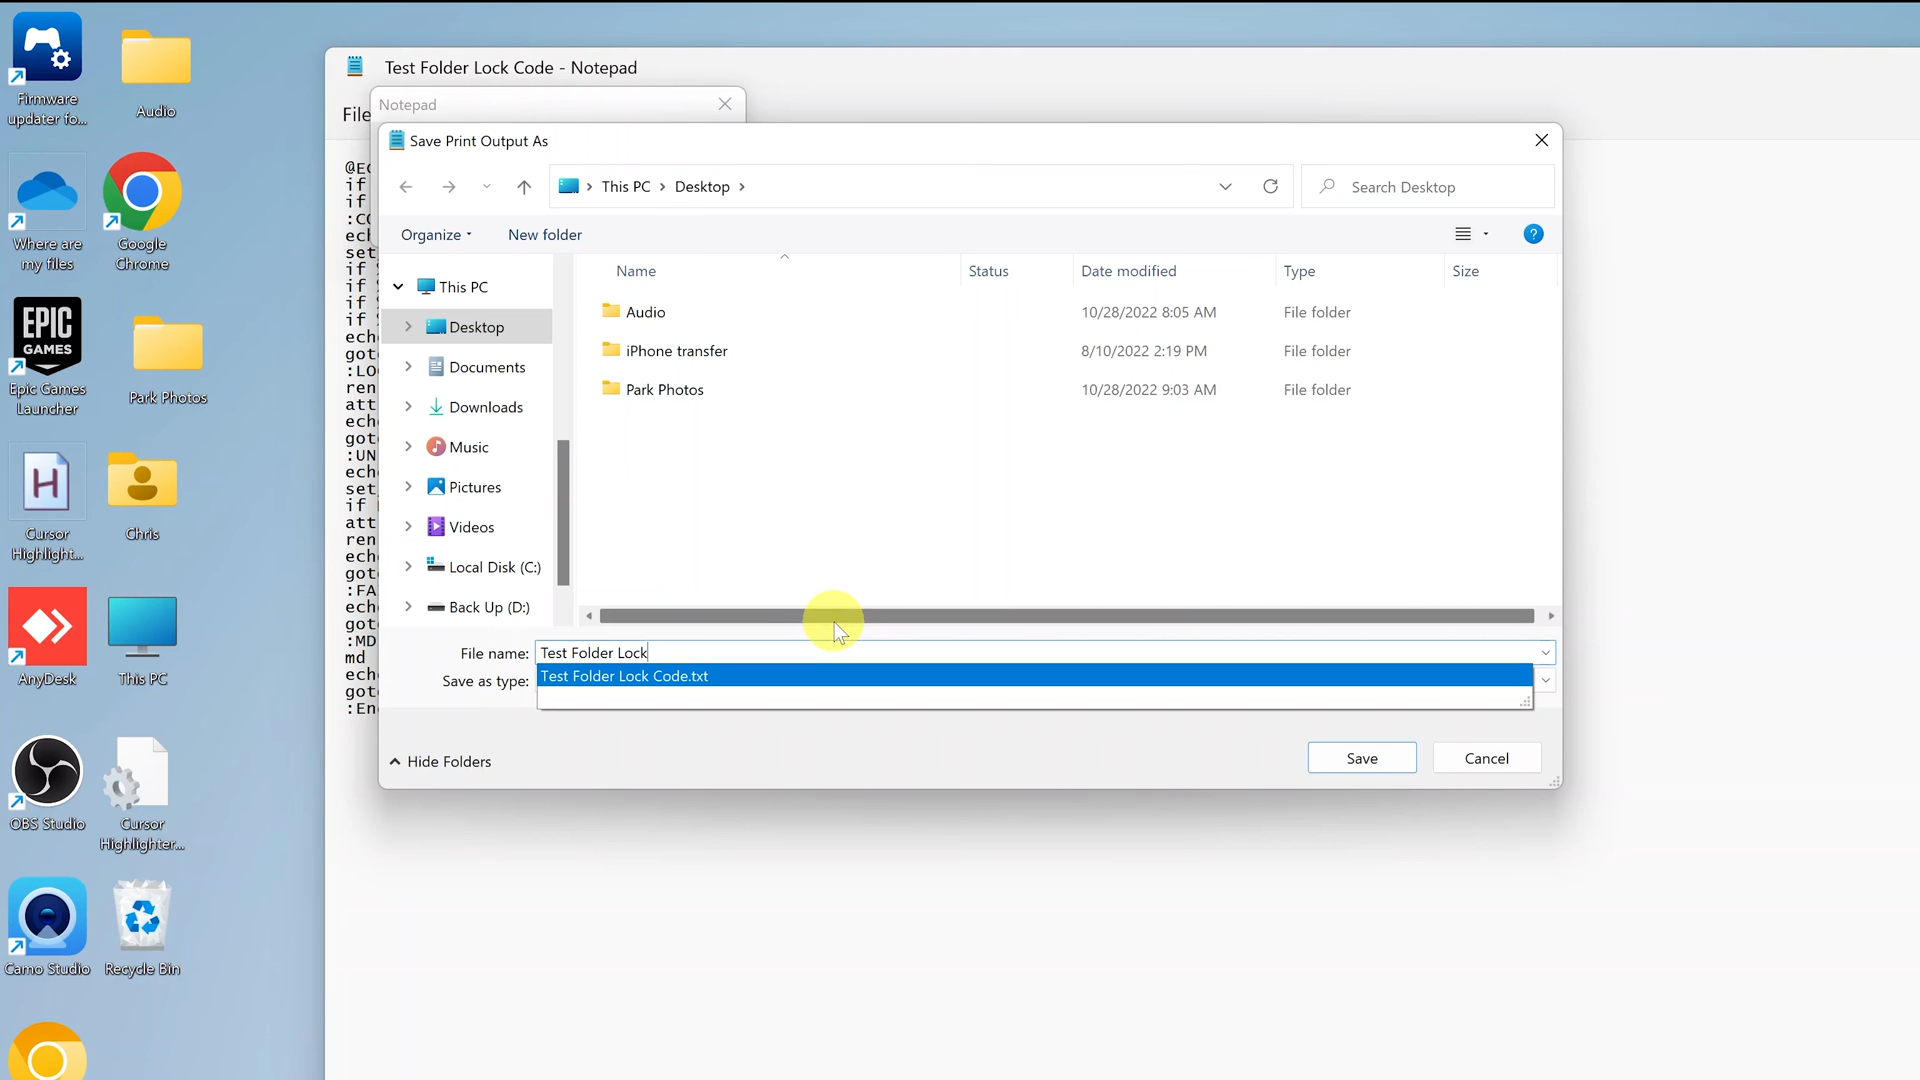 Firmware
updater fo...
Audio
Where are
my files
Google
Chrome
EPIC
GAMES
Epic Games
Launcher
Park Photos
H
Cursor
Highlight...
Chris
AnyDesk
This PC
OBS Studio
Cursor
Highlighter...
Camo Studio
Recycle Bin
Test Folder Lock Code - Notepad
File
Notepad
Save Print Output As
This PC
Desktop
Search Desktop
Organize
New folder
?
Name
Status
Date modified
Type
Size
This PC
Desktop
Documents
Downloads
Music
Pictures
Videos
Local Disk (C:)
Back Up (D:)
Audio 10/28/2022 8:05 AM File folder
iPhone transfer 8/10/2022 2:19 PM File folder
Park Photos 10/28/2022 9:03 AM File folder
File name: Test Folder Lock
Test Folder Lock Code.txt
Save as type:
Hide Folders
Save
Cancel
if
if
ech
set
if
if
if
if
ech
got
:LO
ren
att
ech
:UN
ech
set
if
att
ren
ech
got
:FA
ech
got
:MD
md
ech
got
:En